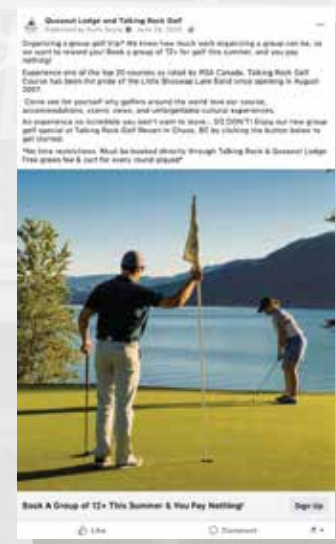 Quaaout Lodge and Talking Rock Golf
Organizing a group golf trip? We know how much work organizing a group can be, so
we want to reward you! Book a group of 12+ for golf this summer, and you pay
nothing!
Experience one of the top 20 courses as rated by PGA Canada. Talking Rock Golf
Course has been the pride of the Little Shuswap Lake Band since opening in August
2007.
Come see for yourself why golfers around the world love our course,
accommodations, scenic views, and unforgettable cultural experiences.
An experience so incredible you won't want to leave... SO DON'T! Enjoy our new group
golf special at Talking Rock Golf Resort in Chase, BC by clicking the button below to
get started.
*No time restrictions. Must be booked directly through Talking Rock & Quaaout Lodge
Free green fee & cart for every round played*
Book A Group of 12+ This Summer & You Pay Nothing!
Sign Up
Like
Comment